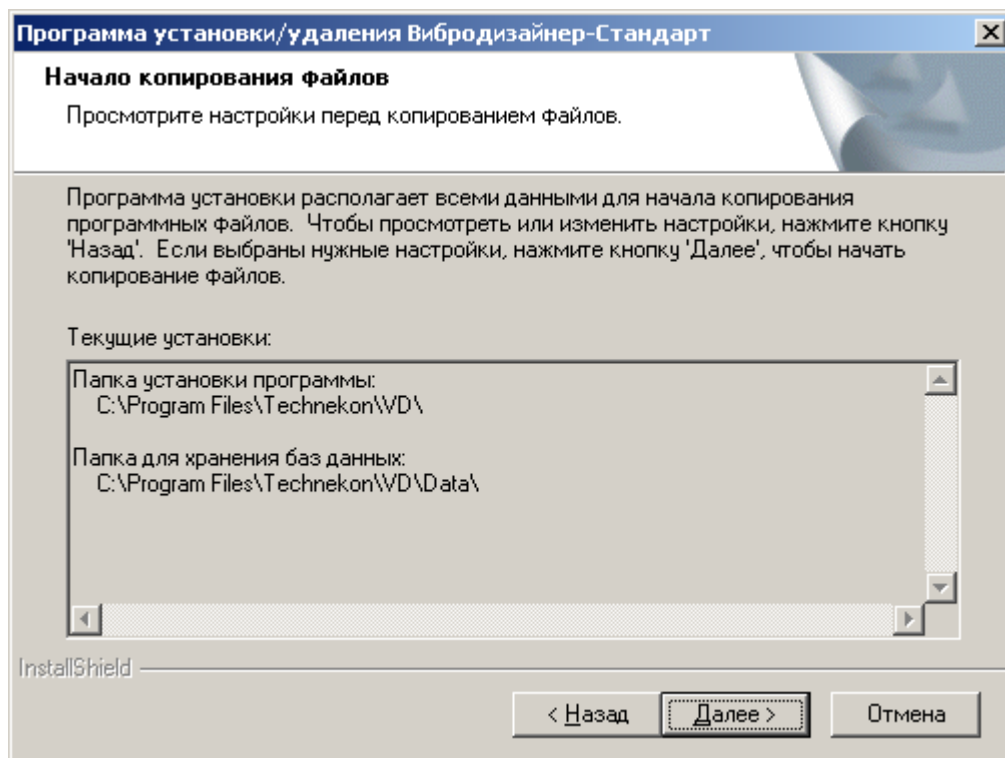 Программа установки/удаления Вибродизайнер-Стандарт
Начало копирования файлов
Просмотрите настройки перед копированием файлов.
Программа установки располагает всеми данными для начала копирования
программных файлов.  Чтобы просмотреть или изменить настройки, нажмите кнопку
'Назад'.  Если выбраны нужные настройки, нажмите кнопку 'Далее', чтобы начать
копирование файлов.
Текущие установки:
Папка установки программы:
C:\Program Files\Technekon\VD\
Папка для хранения баз данных:
C:\Program Files\Technekon\VD\Data\
InstallShield
< Назад
Далее >
Отмена